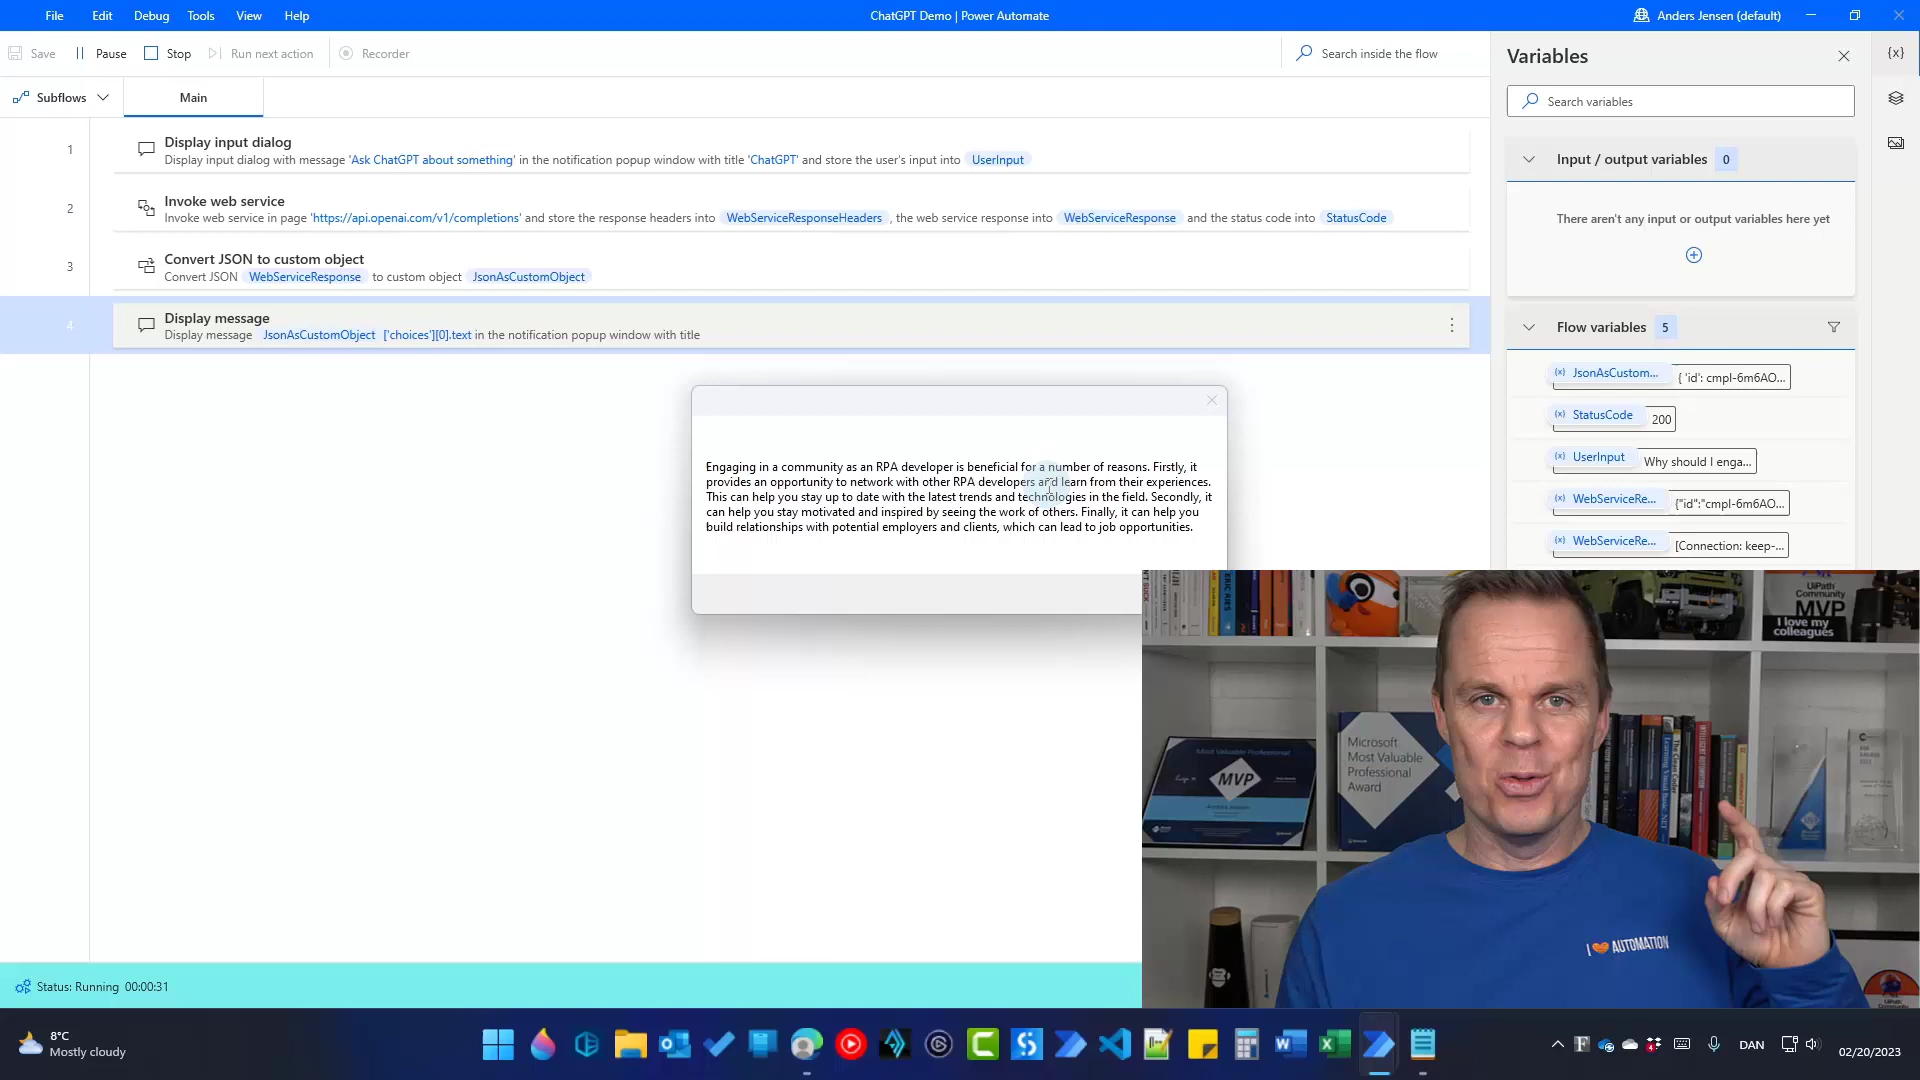 File Edit Debug Tools View Help
ChatGPT Demo | Power Automate
Anders Jensen (default)
Save Pause Stop Run next action Recorder
Search inside the flow
Subflows Main
1
Display input dialog
Display input dialog with message 'Ask ChatGPT about something' in the notification popup window with title 'ChatGPT' and store the user's input into UserInput
2
Invoke web service
Invoke web service in page 'https://api.openai.com/v1/completions' and store the response headers into WebServiceResponseHeaders , the web service response into WebServiceResponse and the status code into StatusCode
3
Convert JSON to custom object
Convert JSON WebServiceResponse to custom object JsonAsCustomObject
4
Display message
Display message JsonAsCustomObject ['choices'][0].text in the notification popup window with title
Engaging in a community as an RPA developer is beneficial for a number of reasons. Firstly, it
provides an opportunity to network with other RPA developers and learn from their experiences.
This can help you stay up to date with the latest trends and technologies in the field. Secondly, it
can help you stay motivated and inspired by seeing the work of others. Finally, it can help you
build relationships with potential employers and clients, which can lead to job opportunities.
Variables
{x}
Search variables
Input / output variables 0
There aren't any input or output variables here yet
Flow variables 5
(x) JsonAsCustom... { 'id': cmpl-6m6AO...
(x) StatusCode 200
(x) UserInput Why should I enga...
(x) WebServiceRe... {"id":"cmpl-6m6AO...
(x) WebServiceRe... [Connection: keep-...
ERIC RIES
UiPath
Community
MVP
I love my
colleagues
Most Valuable Professional
MVP
Microsoft
Most Valuable
Professional
Award
I AUTOMATION
UiPath
Community
Status: Running 00:00:31
8°C
Mostly cloudy
DAN
02/20/2023